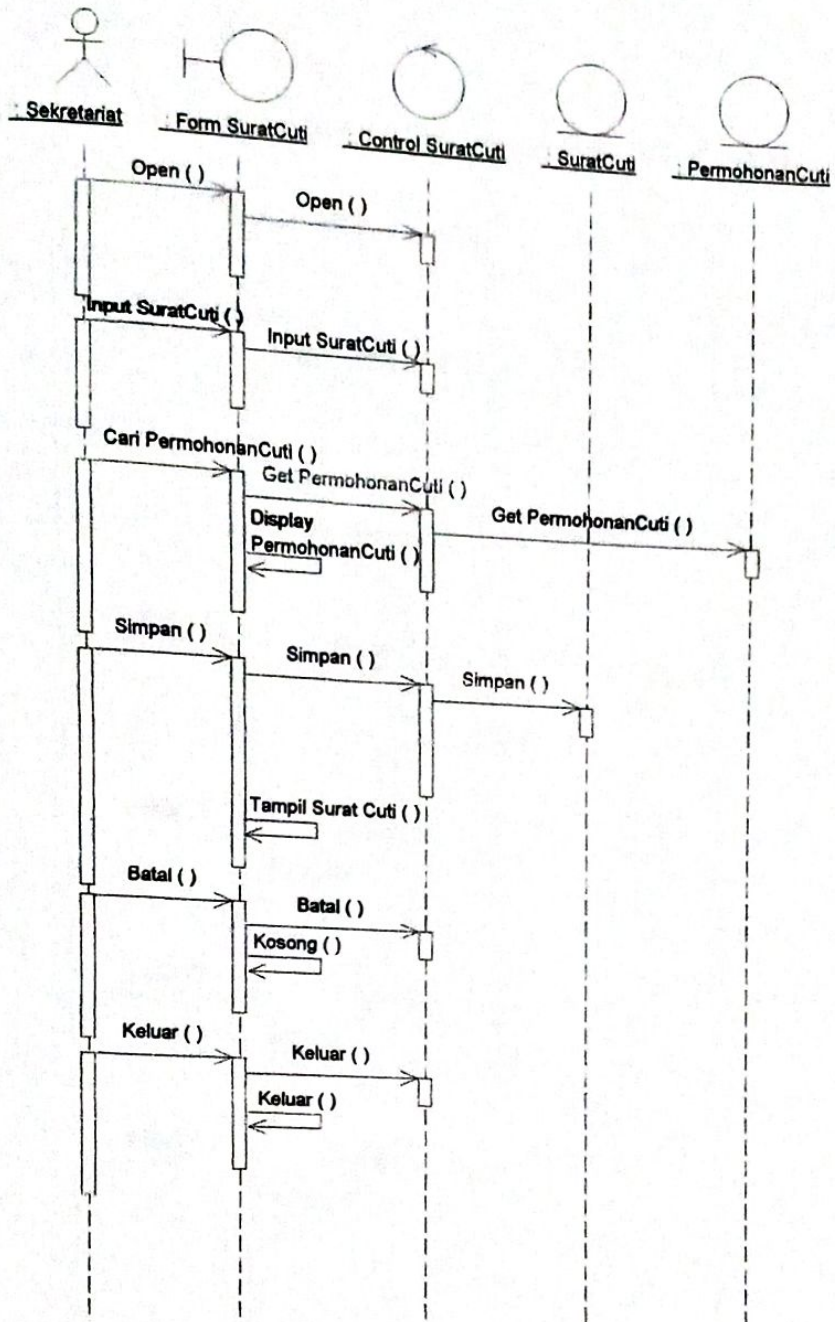 : Sekretariat
: Form SuratCuti
: Control SuratCuti
: SuratCuti
: PermohonanCuti
Open ( )
Open ( )
Input SuratCuti ( )
Input SuratCuti ( )
Cari PermohonanCuti ( )
Get PermohonanCuti ( )
Display
PermohonanCuti ( )
Get PermohonanCuti ( )
Simpan ( )
Simpan ( )
Simpan ( )
Tampil Surat Cuti ( )
Batal ( )
Batal ( )
Kosong ( )
Keluar ( )
Keluar ( )
Keluar ( )